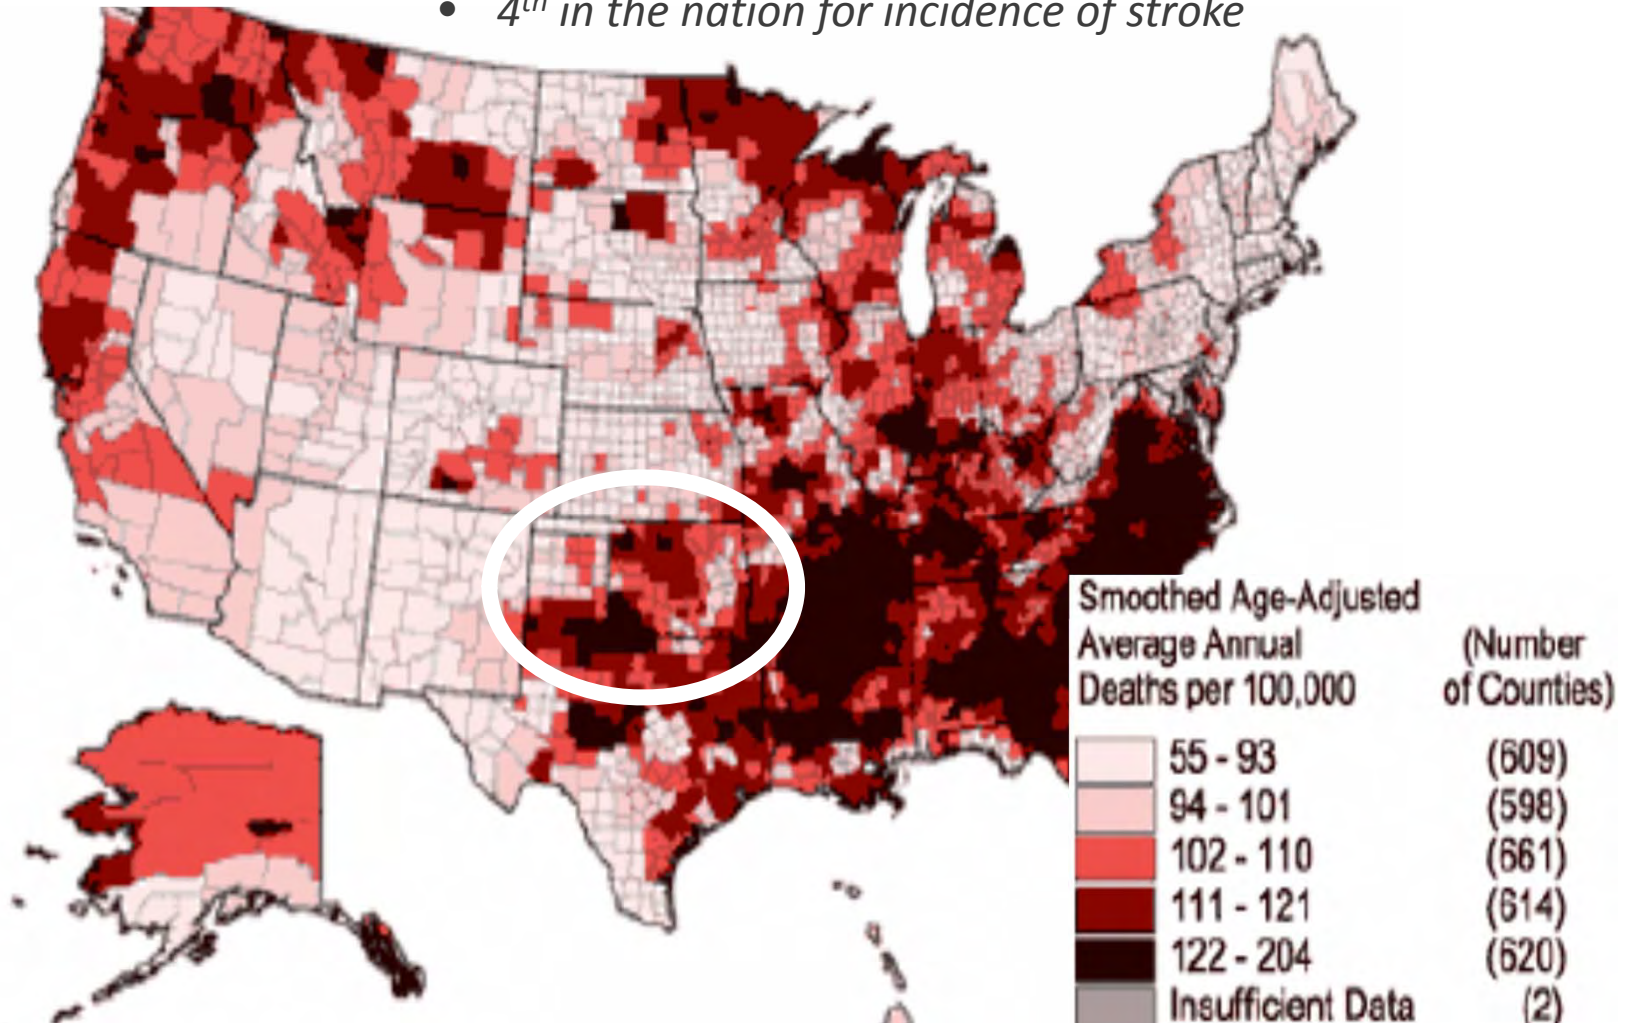 • 4th in the nation for incidence of stroke
Smoothed Age-Adjusted
Average Annual (Number
Deaths per 100,000 of Counties)
55 - 93 (609)
94 - 101 (598)
102 - 110 (661)
111 - 121 (614)
122 - 204 (620)
Insufficient Data (2)